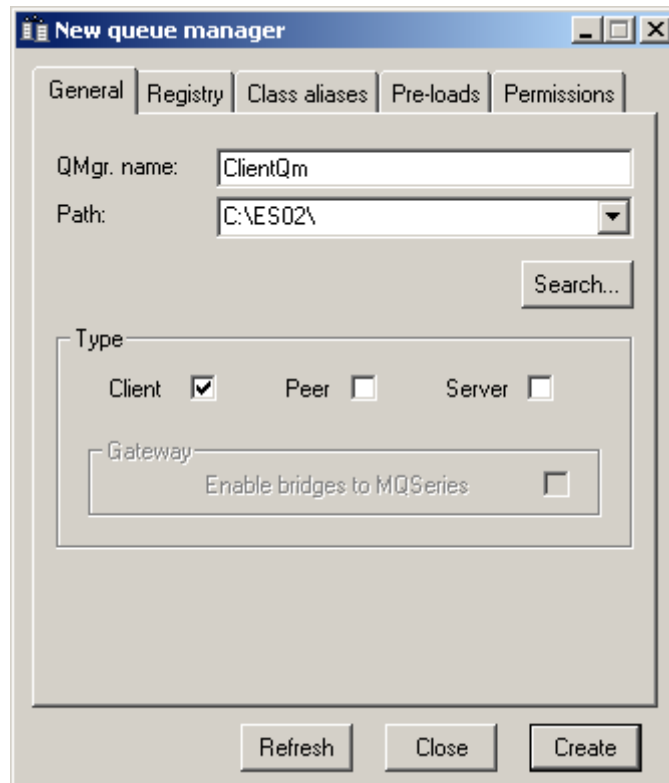 New queue manager
General Registry Class aliases Pre-loads Permissions
QMgr. name: ClientQm
Path: C:\ES02\
Search...
Type
Client Peer Server
Gateway
Enable bridges to MQSeries
Refresh Close Create